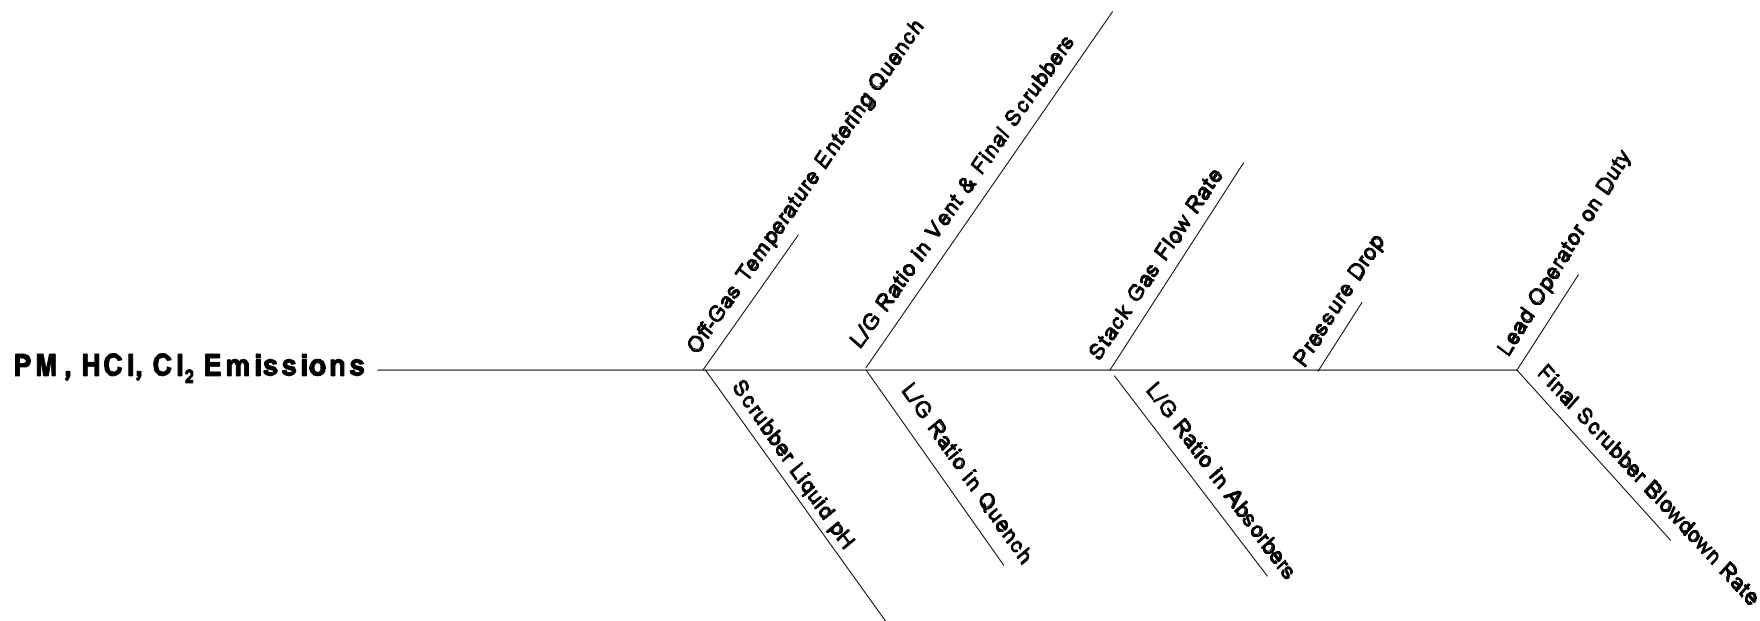 Off-Gas Temperature Entering Quench
L/G Ratio in Vent & Final Scrubbers
Stack Gas Flow Rate
Pressure Drop
Lead Operator on Duty
PM, HCl, Cl₂ Emissions
Scrubber Liquid pH
L/G Ratio in Quench
L/G Ratio in Absorbers
Final Scrubber Blowdown Rate